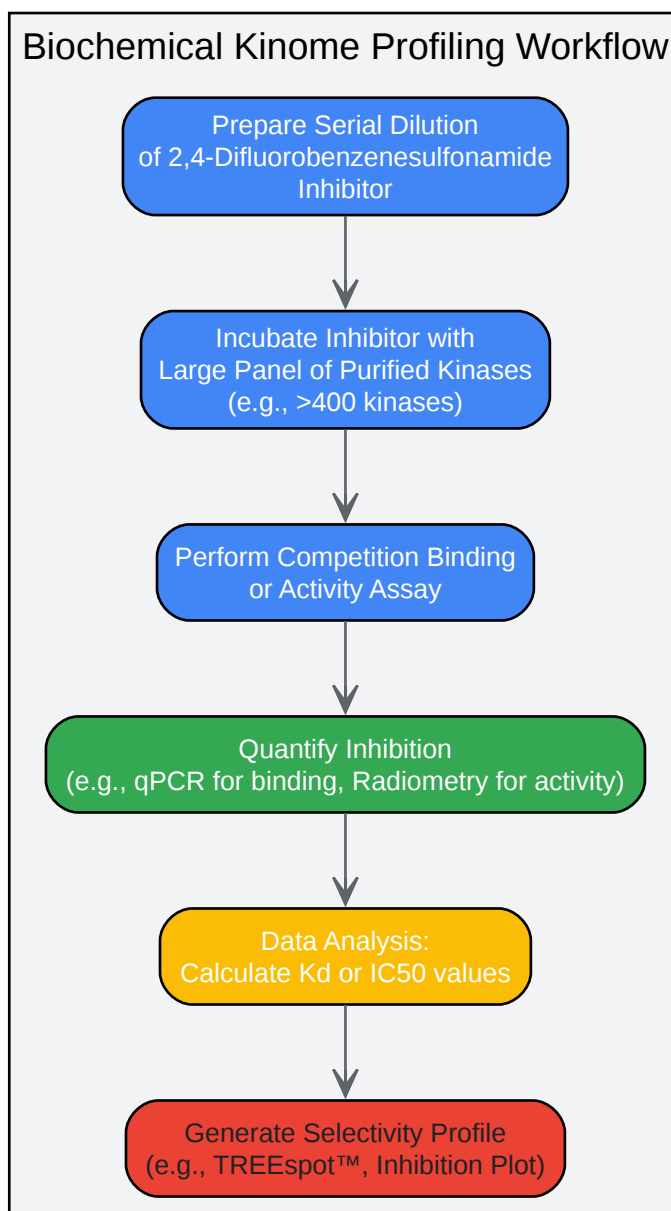 Biochemical Kinome Profiling Workflow
Prepare Serial Dilution
of 2,4-Difluorobenzenesulfonamide
Inhibitor
Incubate Inhibitor with
Large Panel of Purified Kinases
(e.g., >400 kinases)
Perform Competition Binding
or Activity Assay
Quantify Inhibition
(e.g., qPCR for binding, Radiometry for activity)
Data Analysis:
Calculate Kd or IC50 values
Generate Selectivity Profile
(e.g., TREEspot™, Inhibition Plot)